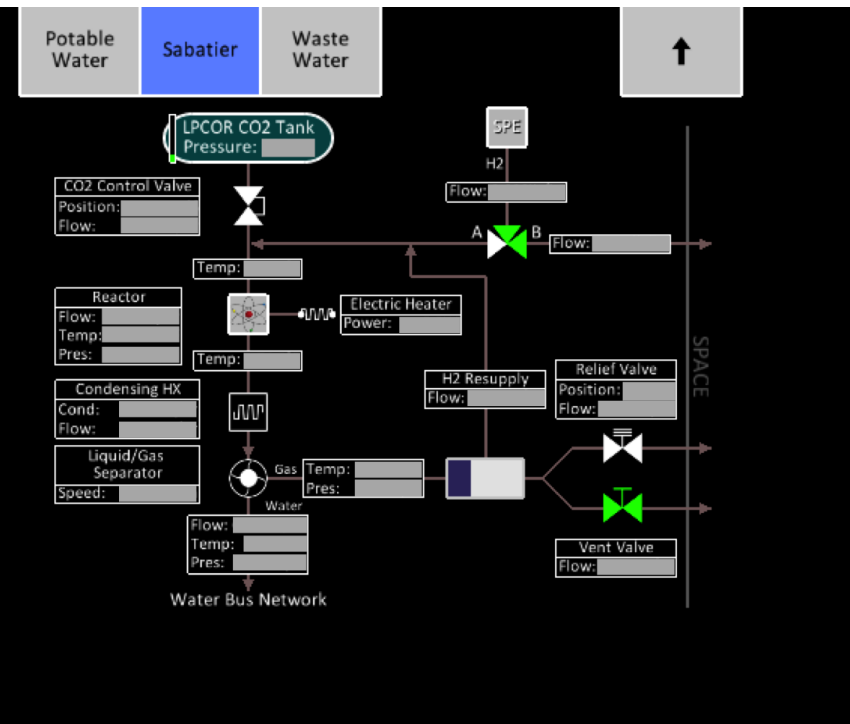 Potable
Water
Sabatier
Waste
Water
LPCOR CO2 Tank
Pressure:
SPE
H2
CO2 Control Valve
Position:
Flow:
Flow:
A
B
Flow:
Temp:
Reactor
Flow:
Temp:
Pres:
Electric Heater
Power:
SPACE
Temp:
H2 Resupply
Flow:
Relief Valve
Position:
Flow:
Condensing HX
Cond:
Flow:
Liquid/Gas
Separator
Speed:
Gas
Temp:
Pres:
Water
Flow:
Temp:
Pres:
Vent Valve
Flow:
Water Bus Network